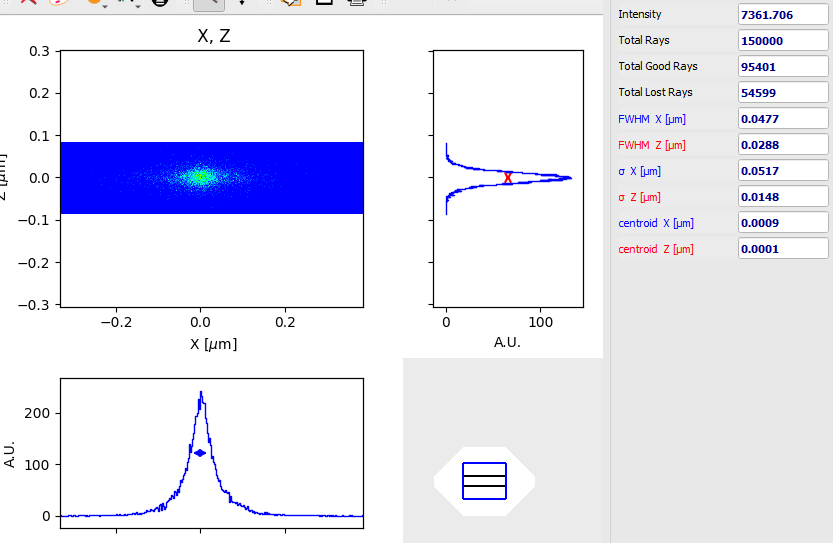 X, Z
0.3
0.2
0.1
0.0
−0.1
−0.2
−0.3
Z [μm]
−0.2 0.0 0.2
X [μm]
0 100
A.U.
200
100
0
A.U.
Intensity 7361.706
Total Rays 150000
Total Good Rays 95401
Total Lost Rays 54599
FWHM X [μm] 0.0477
FWHM Z [μm] 0.0288
σ X [μm] 0.0517
σ Z [μm] 0.0148
centroid X [μm] 0.0009
centroid Z [μm] 0.0001